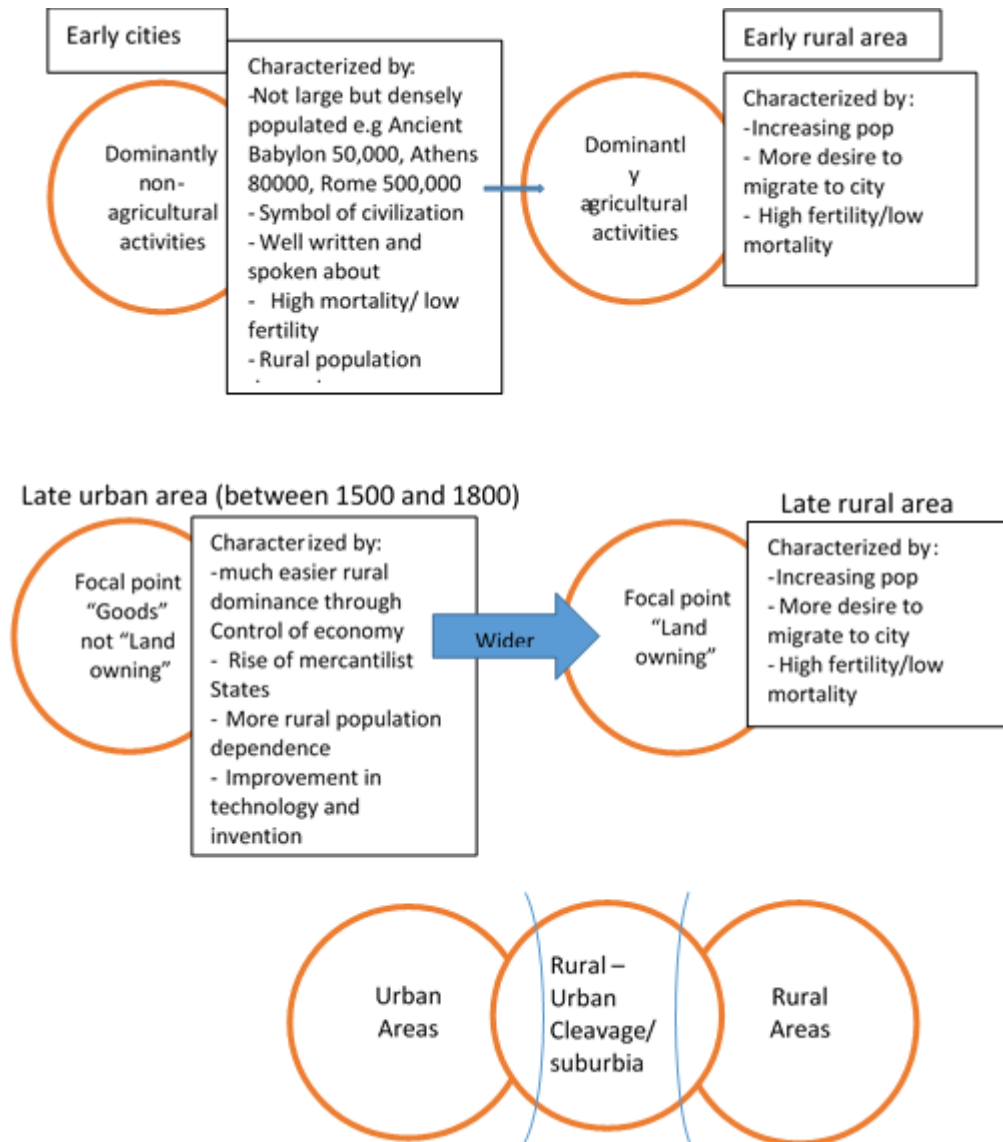 Early cities
Early rural area
Dominantly
non-
agricultural
activities
Characterized by:
-Not large but densely
populated e.g Ancient
Babylon 50,000, Athens
80000, Rome 500,000
- Symbol of civilization
- Well written and
spoken about
- High mortality/ low
fertility
- Rural population
Dominantl
y
agricultural
activities
Characterized by:
-Increasing pop
- More desire to
migrate to city
- High fertility/low
mortality
Late urban area (between 1500 and 1800)
Late rural area
Focal point
“Goods”
not “Land
owning”
Characterized by:
-much easier rural
dominance through
Control of economy
- Rise of mercantilist
States
- More rural population
dependence
- Improvement in
technology and
invention
Wider
Focal point
“Land
owning”
Characterized by:
-Increasing pop
- More desire to
migrate to city
- High fertility/low
mortality
Urban
Areas
Rural –
Urban
Cleavage/
suburbia
Rural
Areas